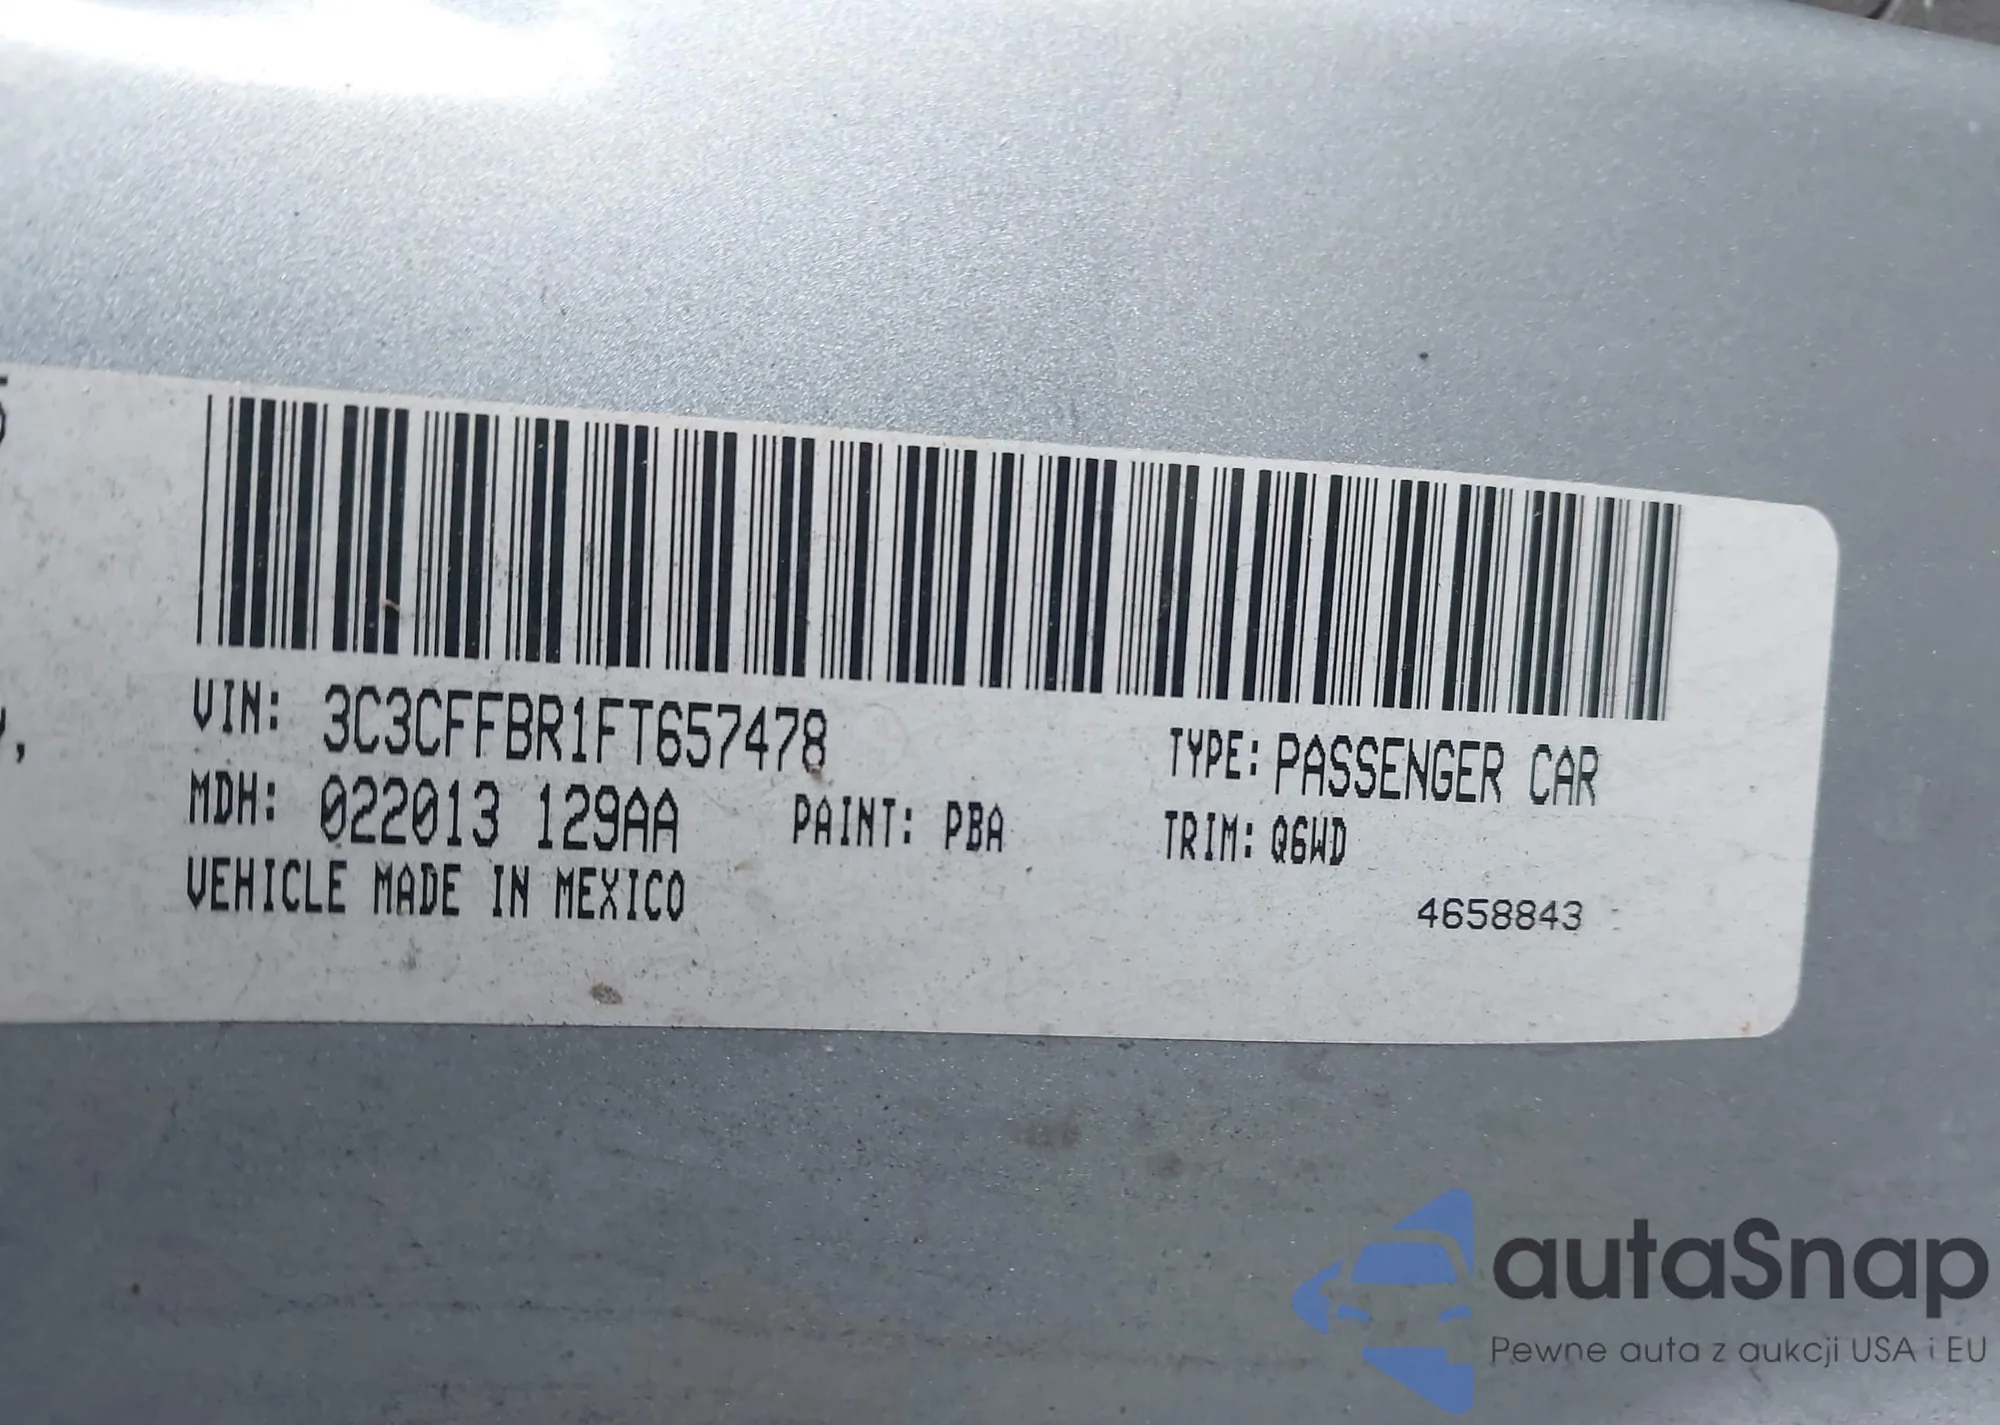 VIN: 3C3CFFBR1FT657478
TYPE: PASSENGER CAR
MDH: 022013 129AA
PAINT: PBA
TRIM: Q6WD
VEHICLE MADE IN MEXICO
4658843
autaSnap
Pewne auta z aukcji USA i EU